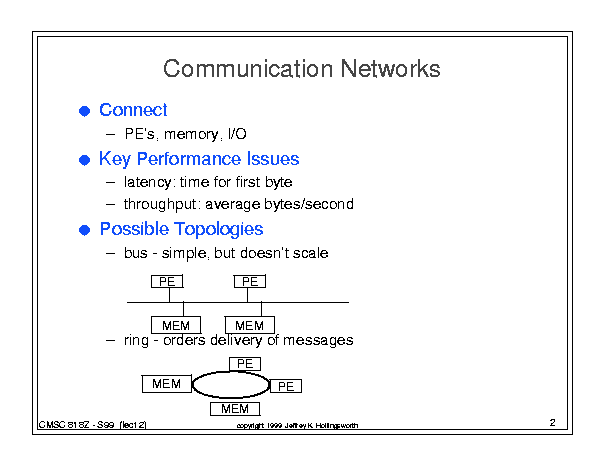 Communication Networks
Connect
– PE's, memory, I/O
Key Performance Issues
– latency: time for first byte
– throughput: average bytes/second
Possible Topologies
– bus - simple, but doesn't scale
PE PE
MEM MEM
– ring - orders delivery of messages
PE
MEM PE
MEM
CMSC 818Z - S99 (lect 2) copyright 1999 Jeffrey K. Hollingsworth 2